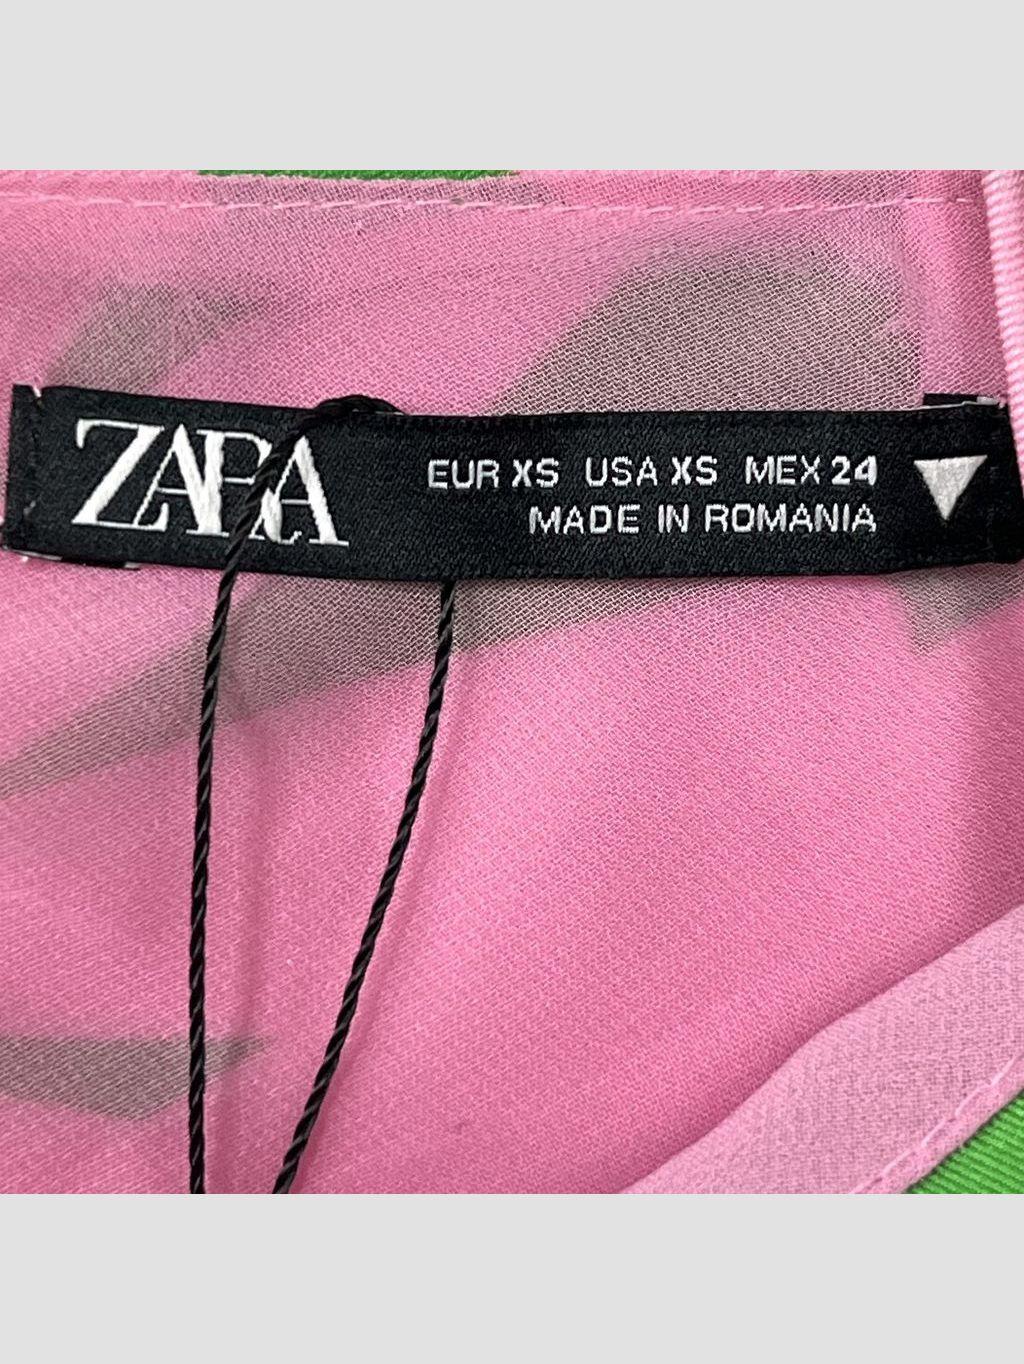 ZARA
EUR XS USA XS MEX 24
MADE IN ROMANIA